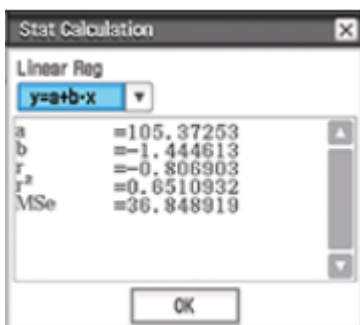 Stat Calculation
Linear Reg
y=a+b·x
a =105.37253
b =-1.444613
r =-0.806903
r² =0.6510932
MSe =36.848919
OK